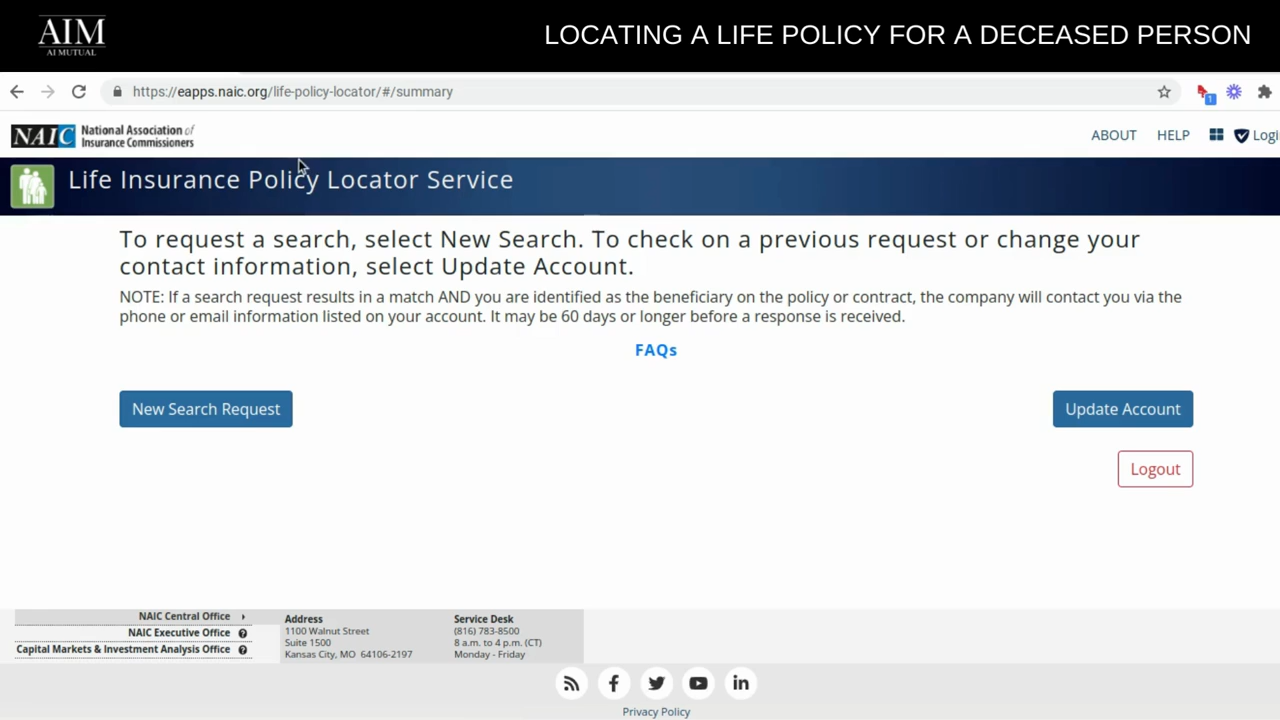 AIM
AI MUTUAL
LOCATING A LIFE POLICY FOR A DECEASED PERSON
https://eapps.naic.org/life-policy-locator/#/summary
1
NAIC National Association of
Insurance Commissioners
ABOUT HELP Logi
Life Insurance Policy Locator Service
To request a search, select New Search. To check on a previous request or change your
contact information, select Update Account.
NOTE: If a search request results in a match AND you are identified as the beneficiary on the policy or contract, the company will contact you via the
phone or email information listed on your account. It may be 60 days or longer before a response is received.
FAQs
New Search Request
Update Account
Logout
NAIC Central Office
NAIC Executive Office
Capital Markets & Investment Analysis Office
Address
1100 Walnut Street
Suite 1500
Kansas City, MO 64106-2197
Service Desk
(816) 783-8500
8 a.m. to 4 p.m. (CT)
Monday - Friday
Privacy Policy